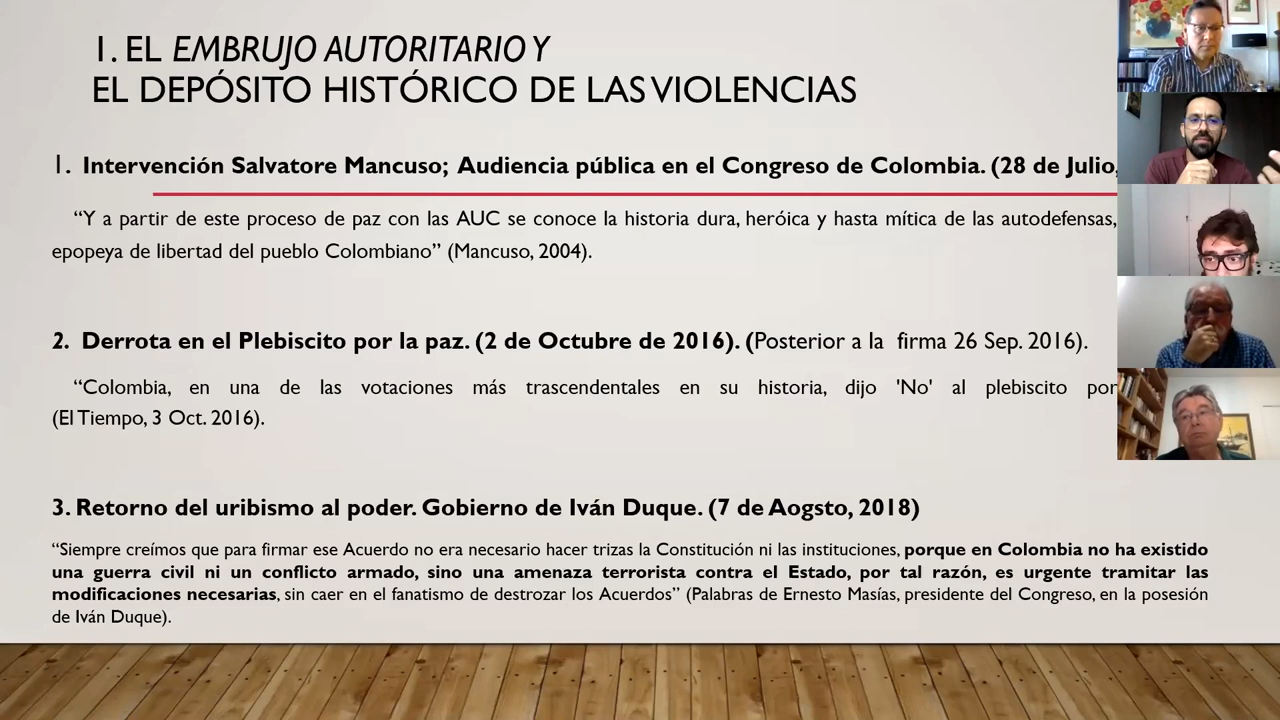 1. EL EMBRUJO AUTORITARIO Y
EL DEPÓSITO HISTÓRICO DE LAS VIOLENCIAS
1. Intervención Salvatore Mancuso; Audiencia pública en el Congreso de Colombia. (28 de Julio,
“Y a partir de este proceso de paz con las AUC se conoce la historia dura, heróica y hasta mítica de las autodefensas,
epopeya de libertad del pueblo Colombiano” (Mancuso, 2004).
2. Derrota en el Plebiscito por la paz. (2 de Octubre de 2016). (Posterior a la firma 26 Sep. 2016).
“Colombia, en una de las votaciones más trascendentales en su historia, dijo 'No' al plebiscito por
(El Tiempo, 3 Oct. 2016).
3. Retorno del uribismo al poder. Gobierno de Iván Duque. (7 de Aogsto, 2018)
“Siempre creímos que para firmar ese Acuerdo no era necesario hacer trizas la Constitución ni las instituciones, porque en Colombia no ha existido
una guerra civil ni un conflicto armado, sino una amenaza terrorista contra el Estado, por tal razón, es urgente tramitar las
modificaciones necesarias, sin caer en el fanatismo de destrozar los Acuerdos” (Palabras de Ernesto Masías, presidente del Congreso, en la posesión
de Iván Duque).